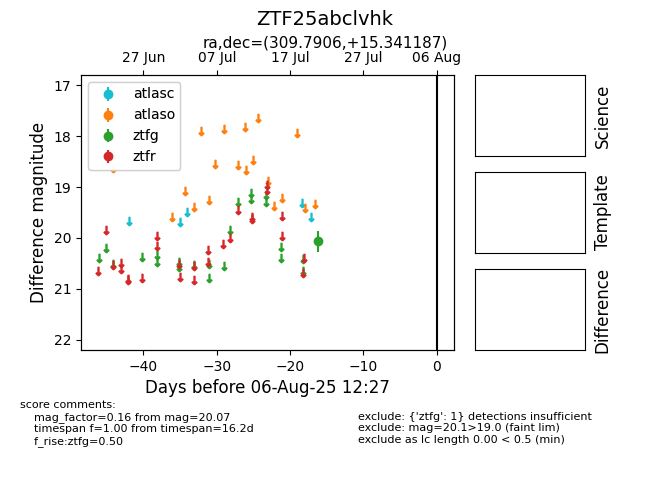 ZTF25abclvhk
ra,dec=(309.7906,+15.341187)
27 Jun 07 Jul 17 Jul 27 Jul 06 Aug
atlasc
atlaso
ztfg
ztfr
17
18
19
20
21
22
Difference magnitude
−40 −30 −20 −10 0
Days before 06-Aug-25 12:27
Science
Template
Difference
score comments:
mag_factor=0.16 from mag=20.07
timespan f=1.00 from timespan=16.2d
f_rise:ztfg=0.50
exclude: {'ztfg': 1} detections insufficient
exclude: mag=20.1>19.0 (faint lim)
exclude as lc length 0.00 < 0.5 (min)